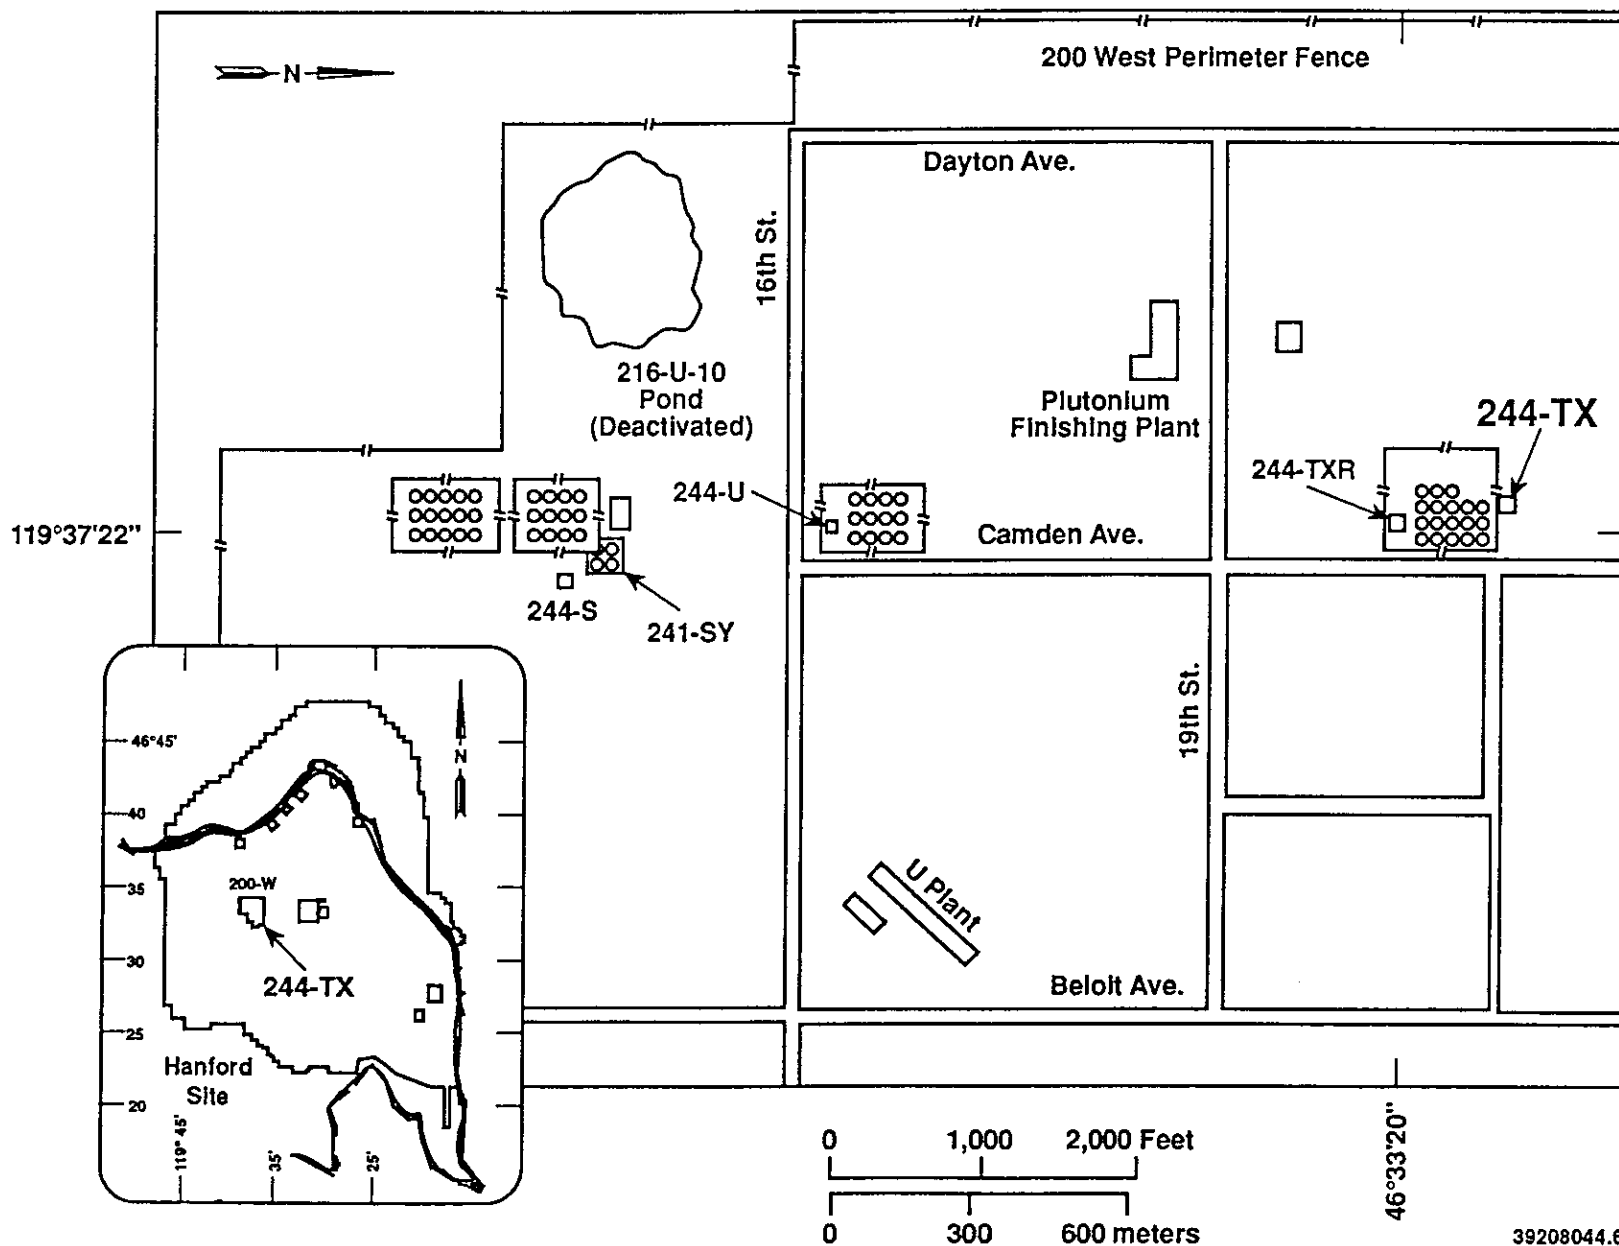 200 West Perimeter Fence
N
Dayton Ave.
16th St.
216-U-10
Pond
(Deactivated)
Plutonium
Finishing Plant
244-TX
244-TXR
244-U
119°37'22"
Camden Ave.
244-S
241-SY
19th St.
U Plant
Beloit Ave.
N
46°45'
40
35
30
25
20
200-W
244-TX
Hanford
Site
119° 45'
35'
25'
0 1,000 2,000 Feet
0 300 600 meters
46°33'20"
39208044.6